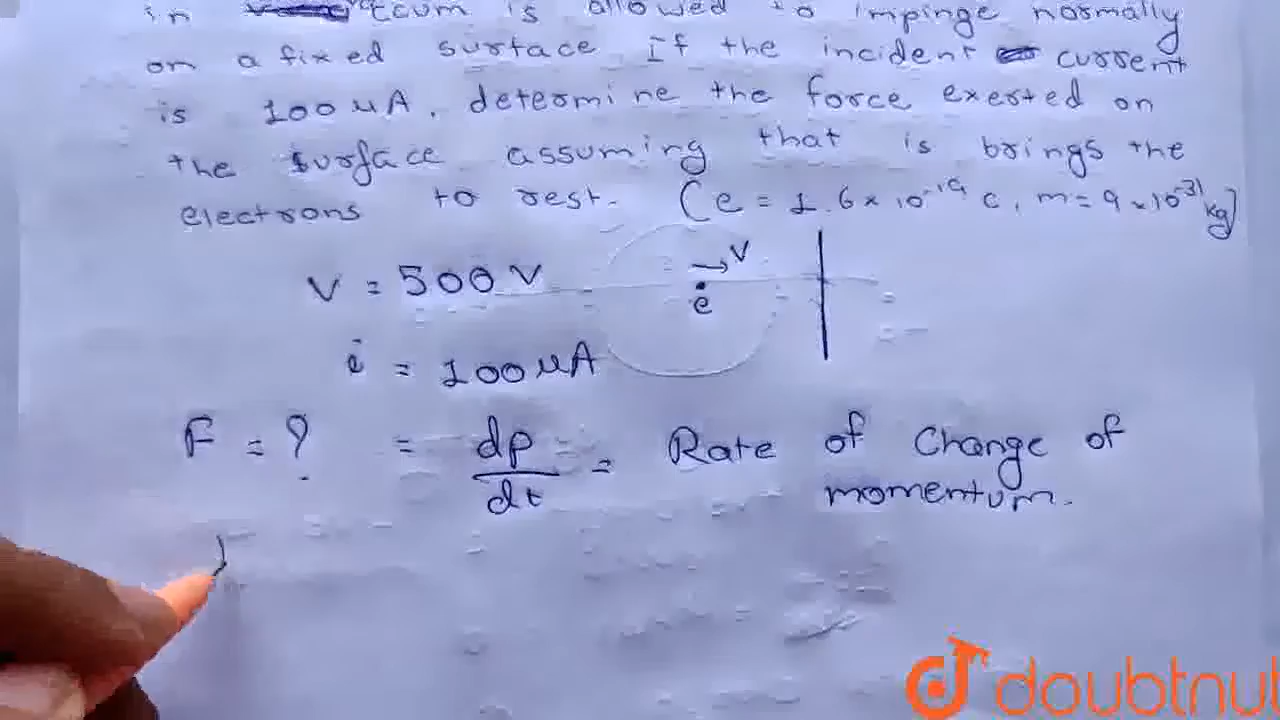 in is allowed to impinge normally
on a fixed surface If the incident current
is 100 μA. determine the force exerted on
the surface assuming that is brings the
electrons to rest. (e = 1.6 × 10⁻¹⁹ C, m = 9 × 10⁻³¹ kg)
V = 500 V
V
e
i = 100 μA
F = ? = dp/dt = Rate of Change of
momentum.
doubtnut